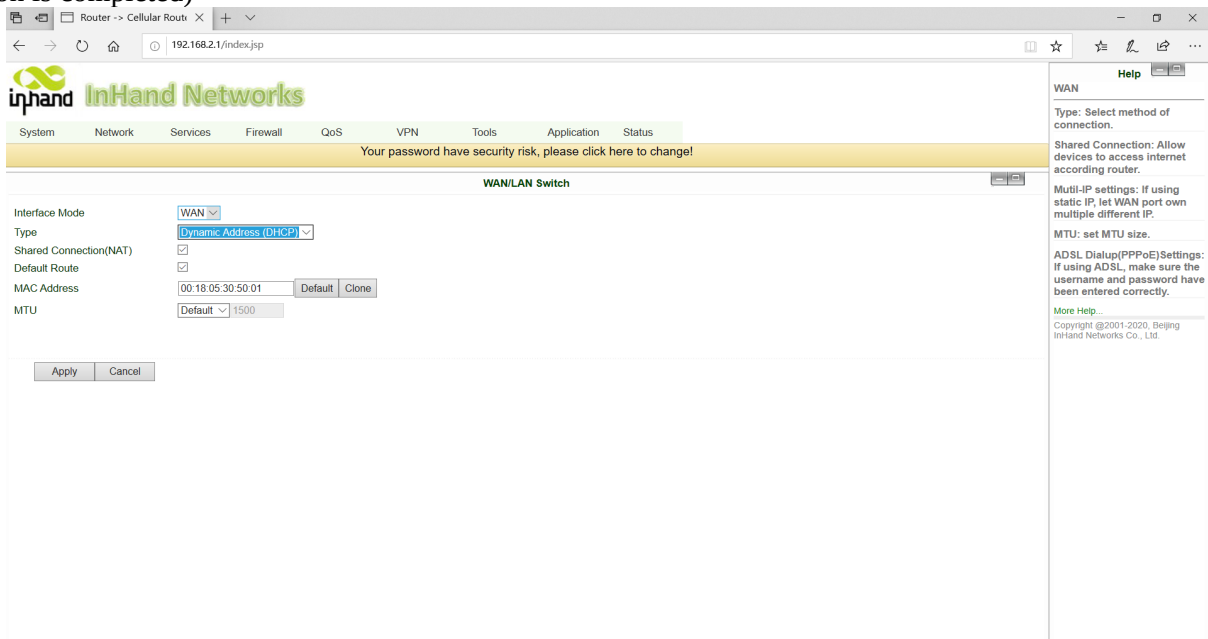 on is completed)
Router -> Cellular Route
192.168.2.1/index.jsp
inhand InHand Networks
System Network Services Firewall QoS VPN Tools Application Status
Your password have security risk, please click here to change!
WAN/LAN Switch
Interface Mode WAN
Type Dynamic Address (DHCP)
Shared Connection(NAT)
Default Route
MAC Address 00:18:05:30:50:01 Default Clone
MTU Default 1500
Apply Cancel
Help
WAN
Type: Select method of
connection.
Shared Connection: Allow
devices to access internet
according router.
Mutil-IP settings: If using
static IP, let WAN port own
multiple different IP.
MTU: set MTU size.
ADSL Dialup(PPPoE)Settings:
If using ADSL, make sure the
username and password have
been entered correctly.
More Help...
Copyright @2001-2020, Beijing
InHand Networks Co., Ltd.